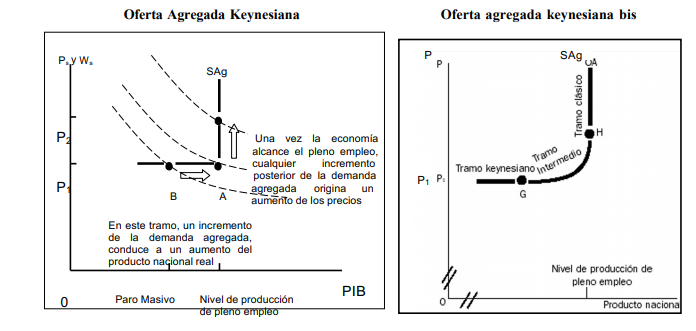 Oferta Agregada Keynesiana
Oferta agregada keynesiana bis
Ps y Ws
SAg
P2
Una vez la economía
alcance el pleno empleo,
cualquier incremento
posterior de la demanda
agregada origina un
aumento de los precios
P1
B
A
En este tramo, un incremento
de la demanda agregada,
conduce a un aumento del
producto nacional real
PIB
0
Paro Masivo
Nivel de producción
de pleno empleo
P
P
SAg
OA
Tramo clásico
H
Tramo
Intermedio
Tramo keynesiano
P1
G
Nivel de producción de
pleno empleo
0
Producto naciona